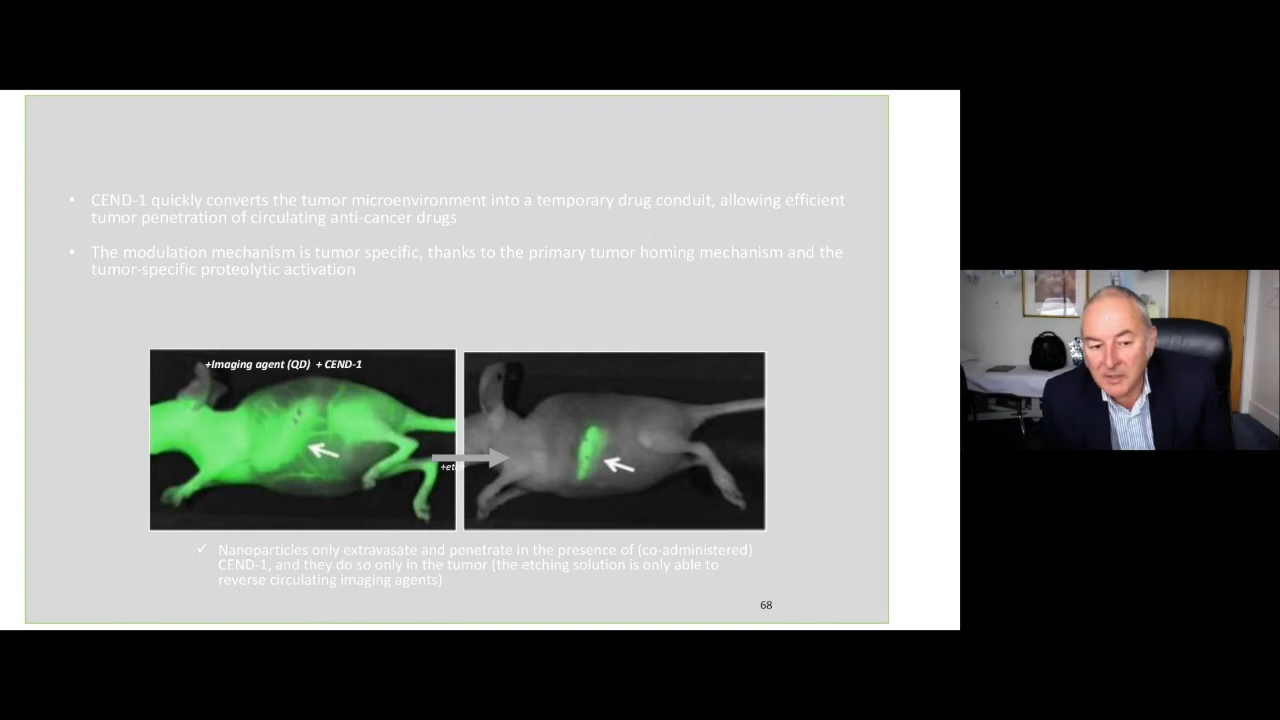 • CEND-1 quickly converts the tumor microenvironment into a temporary drug conduit, allowing efficient
tumor penetration of circulating anti-cancer drugs
• The modulation mechanism is tumor specific, thanks to the primary tumor homing mechanism and the
tumor-specific proteolytic activation
+Imaging agent (QD) + CEND-1
✓ Nanoparticles only extravasate and penetrate in the presence of (co-administered)
CEND-1, and they do so only in the tumor (the etching solution is only able to
reverse circulating imaging agents)
68